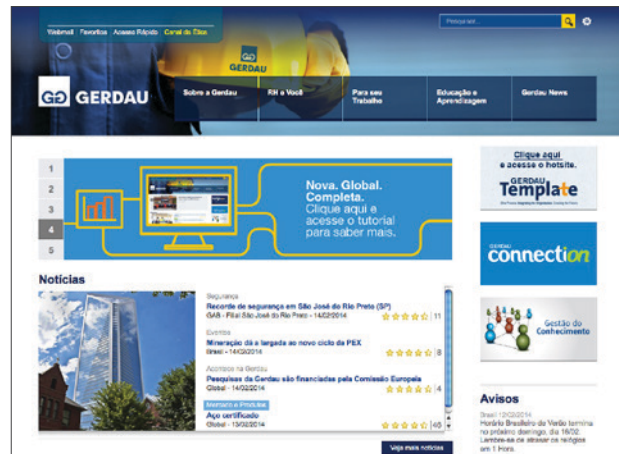 Webmail Favoritos Acesso Rápido Canal da Ética
Pesquisar...
GERDAU
GERDAU
Sobre a Gerdau
RH e Você
Para seu
Trabalho
Educação e
Aprendizagem
Gerdau News
1
2
3
4
5
Nova. Global.
Completa.
Clique aqui e
acesse o tutorial
para saber mais.
Clique aqui
e acesse o hotsite.
GERDAU
Template
GERDAU
connection
Gestão do
Conhecimento
Notícias
Segurança
Recorde de segurança em São José do Rio Preto (SP)
GAB - Filial São José do Rio Preto - 14/02/2014 11
Eventos
Mineração dá a largada ao novo ciclo da PEX
Brasil - 14/02/2014 8
Acontece na Gerdau
Pesquisas da Gerdau são financiadas pela Comissão Europeia
Global - 14/02/2014 4
Mercado e Produtos
Aço certificado
Global - 13/02/2014 46
Veja mais notícias
Avisos
Brasil 12/02/2014
Horário Brasileiro de Verão termina
no próximo domingo, dia 16/02.
Lembre-se de atrasar os relógios
em 1 Hora.